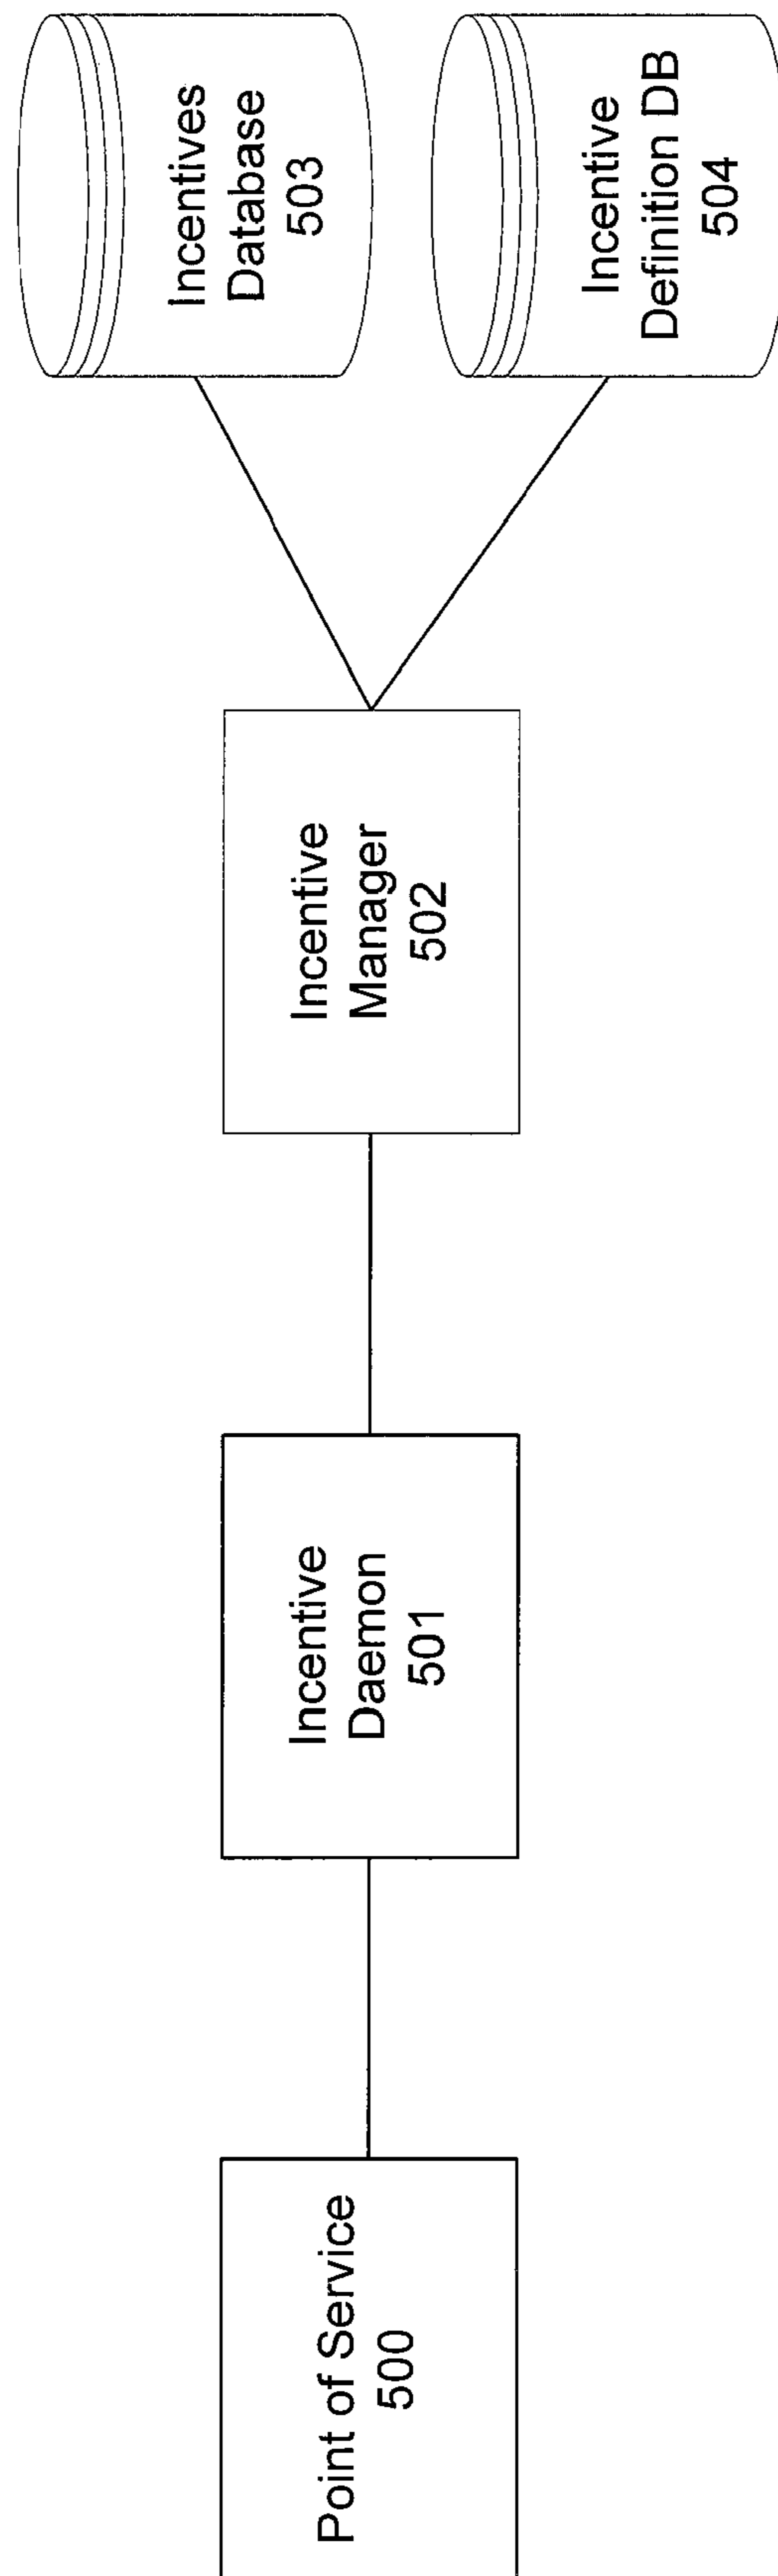 Point of Service
500
Incentive
Daemon
501
Incentive
Manager
502
Incentives
Database
503
Incentive
Definition DB
504